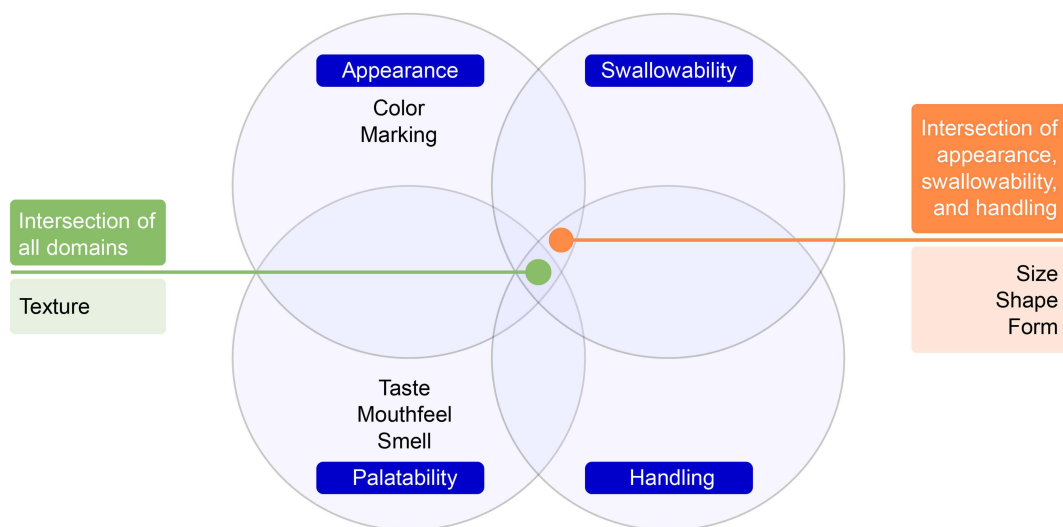 Appearance
Color
Marking
Swallowability
Intersection of
all domains
Texture
Intersection of
appearance,
swallowability,
and handling
Size
Shape
Form
Taste
Mouthfeel
Smell
Palatability
Handling